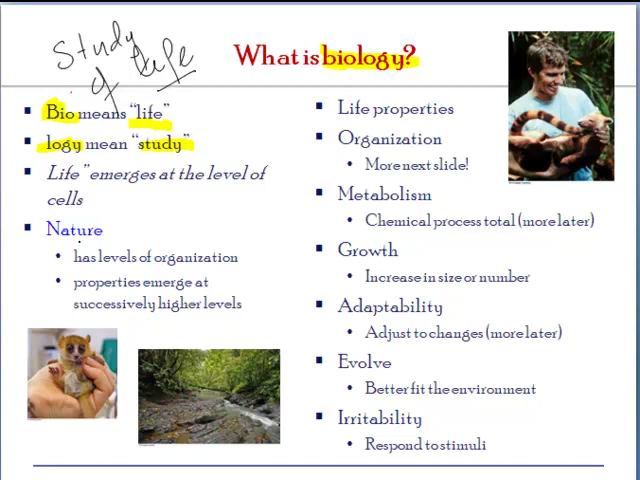 Study
of Life
What is biology?
Bio means “life”
logy mean “study”
Life” emerges at the level of
cells
Nature
has levels of organization
properties emerge at
successively higher levels
Life properties
Organization
More next slide!
Metabolism
Chemical process total (more later)
Growth
Increase in size or number
Adaptability
Adjust to changes (more later)
Evolve
Better fit the environment
Irritability
Respond to stimuli